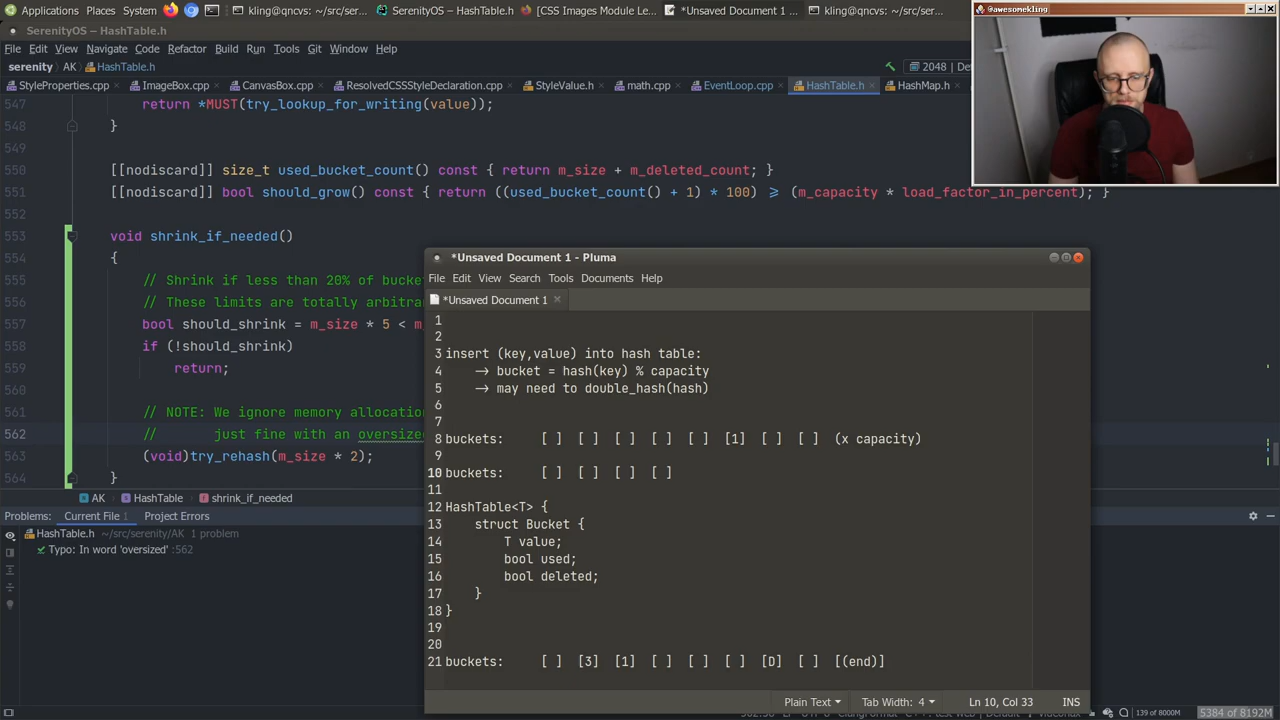 Applications Places System kling@qncvs: ~/src/ser... SerenityOS – HashTable.h [CSS Images Module Le... *Unsaved Document 1 ... kling@qncvs: ~/src/ser...
@awesomekling
SerenityOS – HashTable.h
File Edit View Navigate Code Refactor Build Run Tools Git Window Help
serenity AK HashTable.h 2048
StyleProperties.cpp ImageBox.cpp CanvasBox.cpp ResolvedCSSStyleDeclaration.cpp StyleValue.h math.cpp EventLoop.cpp HashTable.h HashMap.h
547 return *MUST(try_lookup_for_writing(value));
548 }
549
550 [[nodiscard]] size_t used_bucket_count() const { return m_size + m_deleted_count; }
551 [[nodiscard]] bool should_grow() const { return ((used_bucket_count() + 1) * 100) ≥ (m_capacity * load_factor_in_percent); }
552
553 void shrink_if_needed()
554 {
555 // Shrink if less than 20% of
556 // These limits are totally
557 bool should_shrink = m_size * 5 <
558 if (!should_shrink)
559 return;
560
561 // NOTE: We ignore memory
562 // just fine with an
563 (void)try_rehash(m_size * 2);
564 }
AK HashTable shrink_if_needed
Problems: Current File 1 Project Errors
HashTable.h ~/src/serenity/AK 1 problem
Typo: In word 'oversized' :562
*Unsaved Document 1 - Pluma
File Edit View Search Tools Documents Help
*Unsaved Document 1
1
2
3 insert (key,value) into hash table:
4 → bucket = hash(key) % capacity
5 → may need to double_hash(hash)
6
7
8 buckets: [ ] [ ] [ ] [ ] [ ] [1] [ ] [ ] (x capacity)
9
10 buckets: [ ] [ ] [ ] [ ]
11
12 HashTable<T> {
13 struct Bucket {
14 T value;
15 bool used;
16 bool deleted;
17 }
18 }
19
20
21 buckets: [ ] [3] [1] [ ] [ ] [ ] [D] [ ] [(end)]
Plain Text Tab Width: 4 Ln 10, Col 33 INS
139 of 8000M 5384 of 8192M